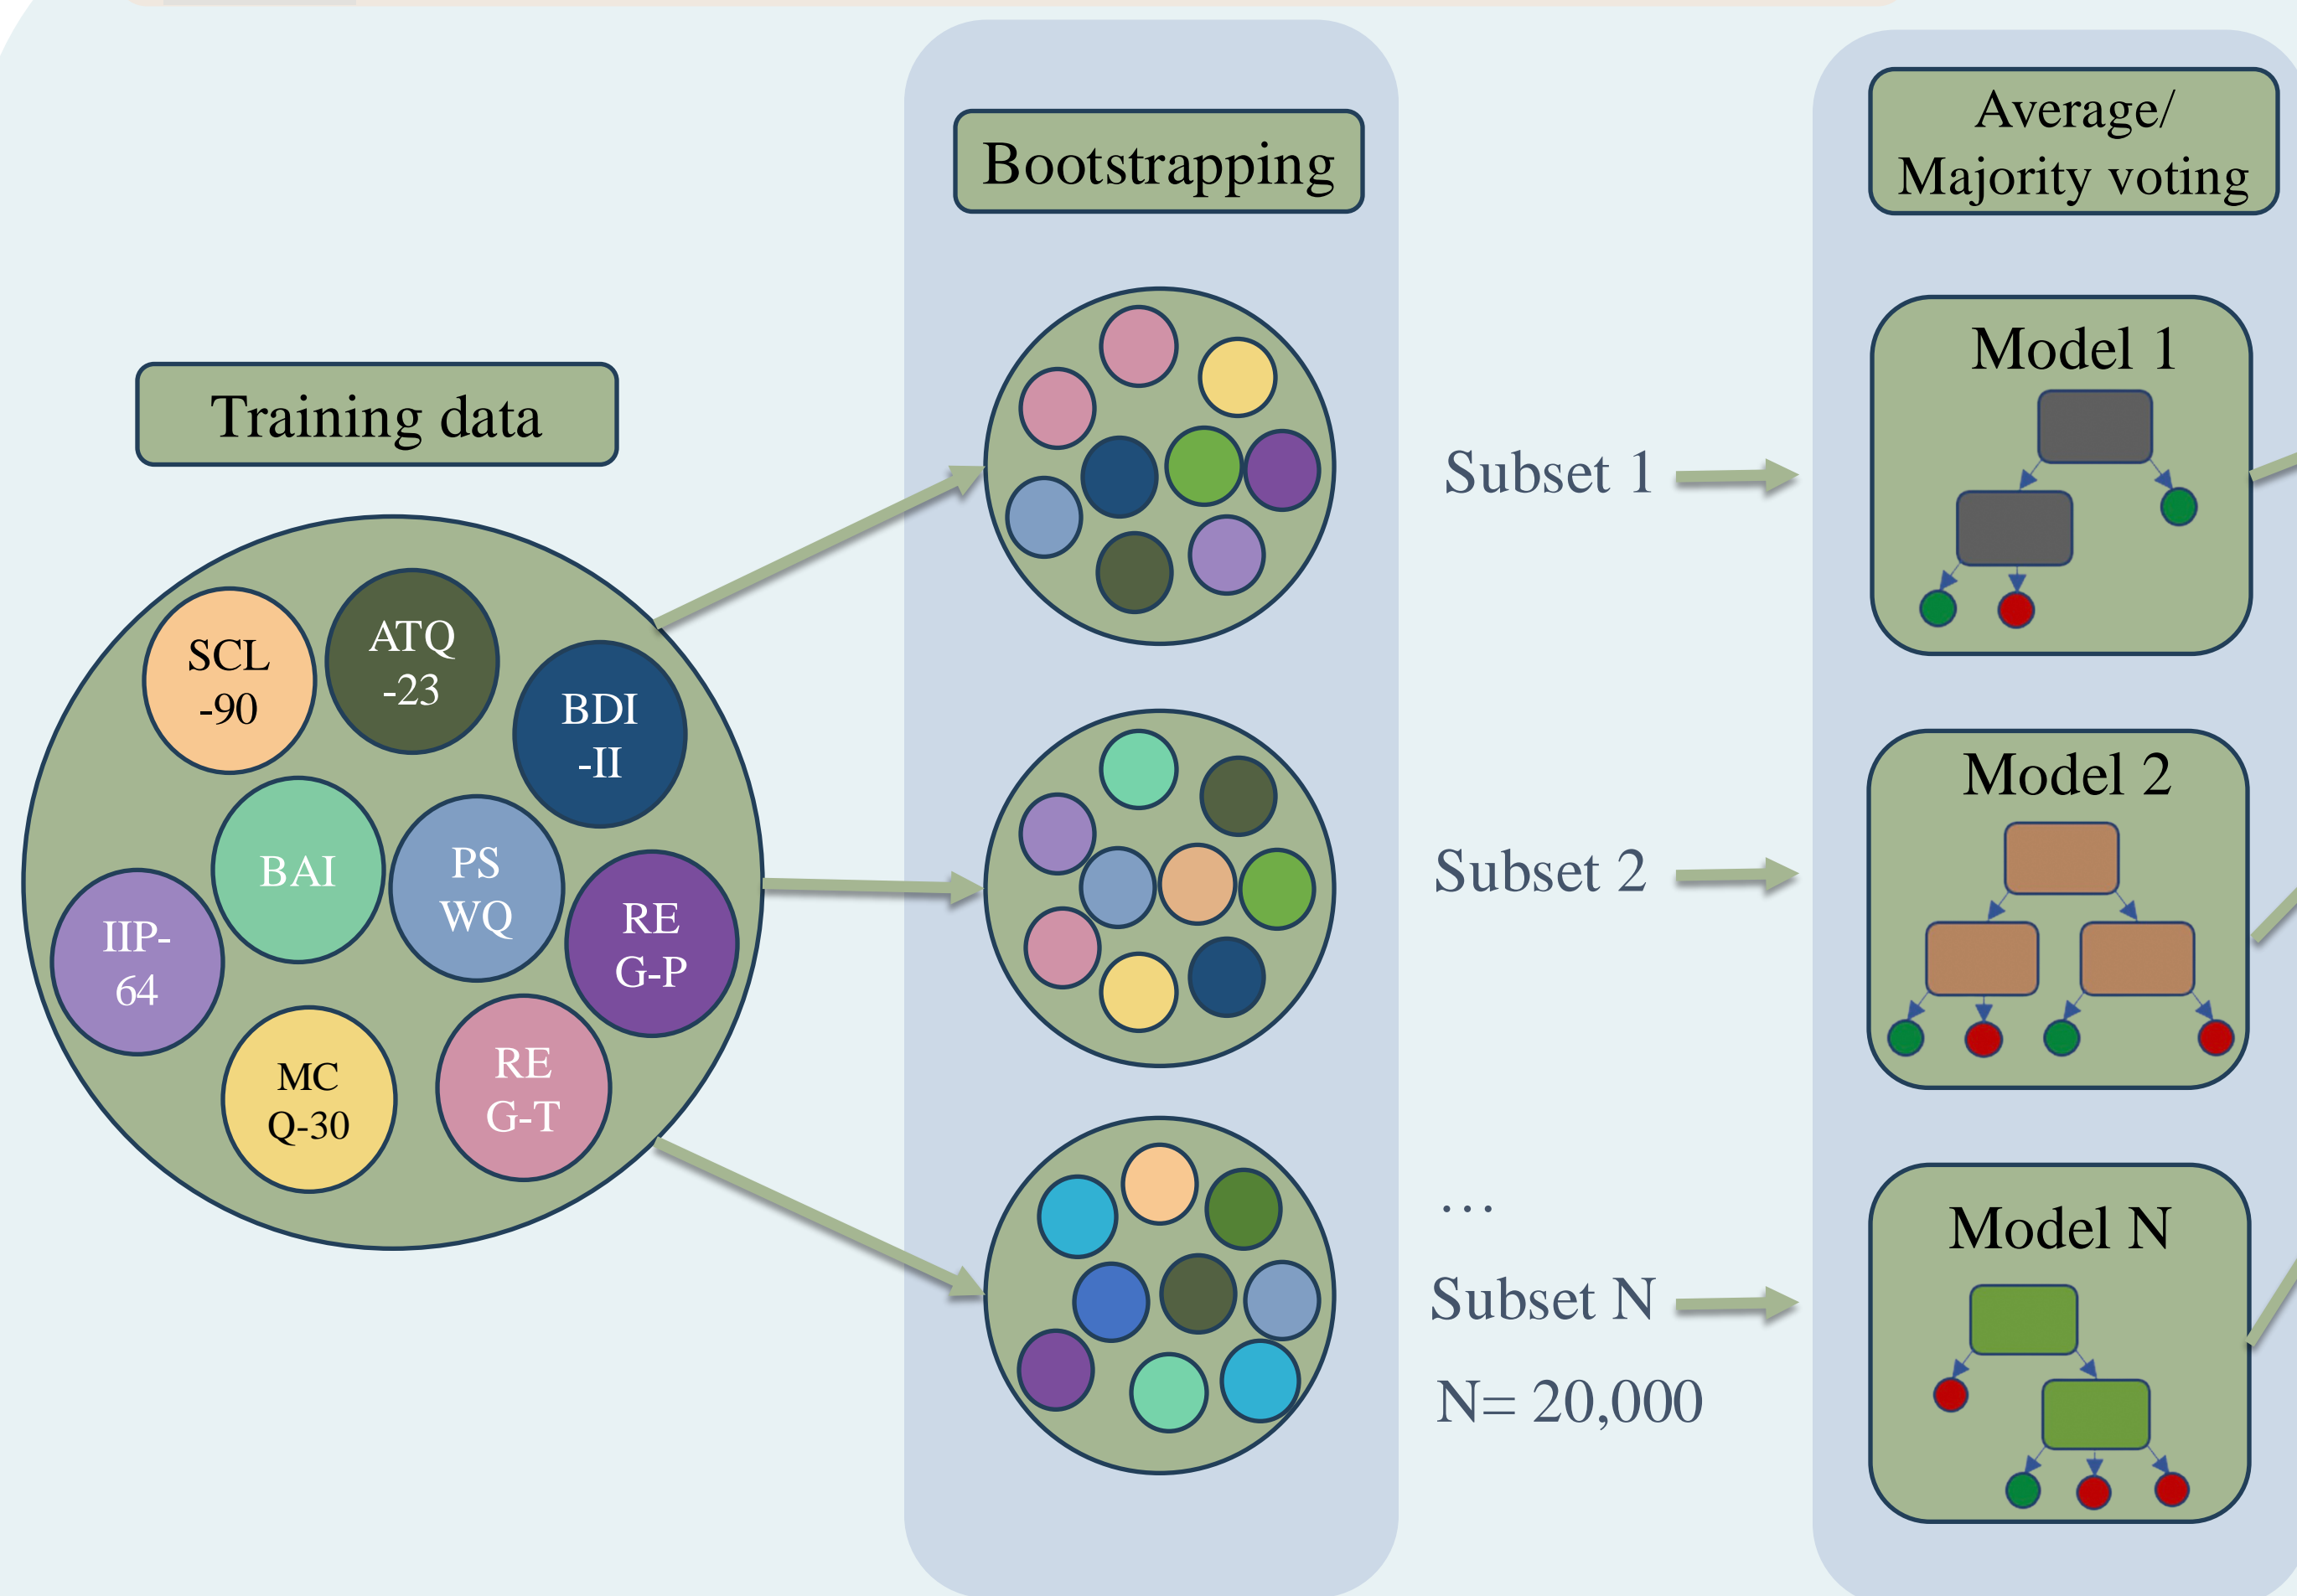 Training data
SCL
-90
ATQ
-23
BDI
-II
BAI
PS
WQ
RE
G-P
IIP-
64
MC
Q-30
RE
G-T
Bootstrapping
Subset 1
Subset 2
...
Subset N
N= 20,000
Average/
Majority voting
Model 1
Model 2
Model N